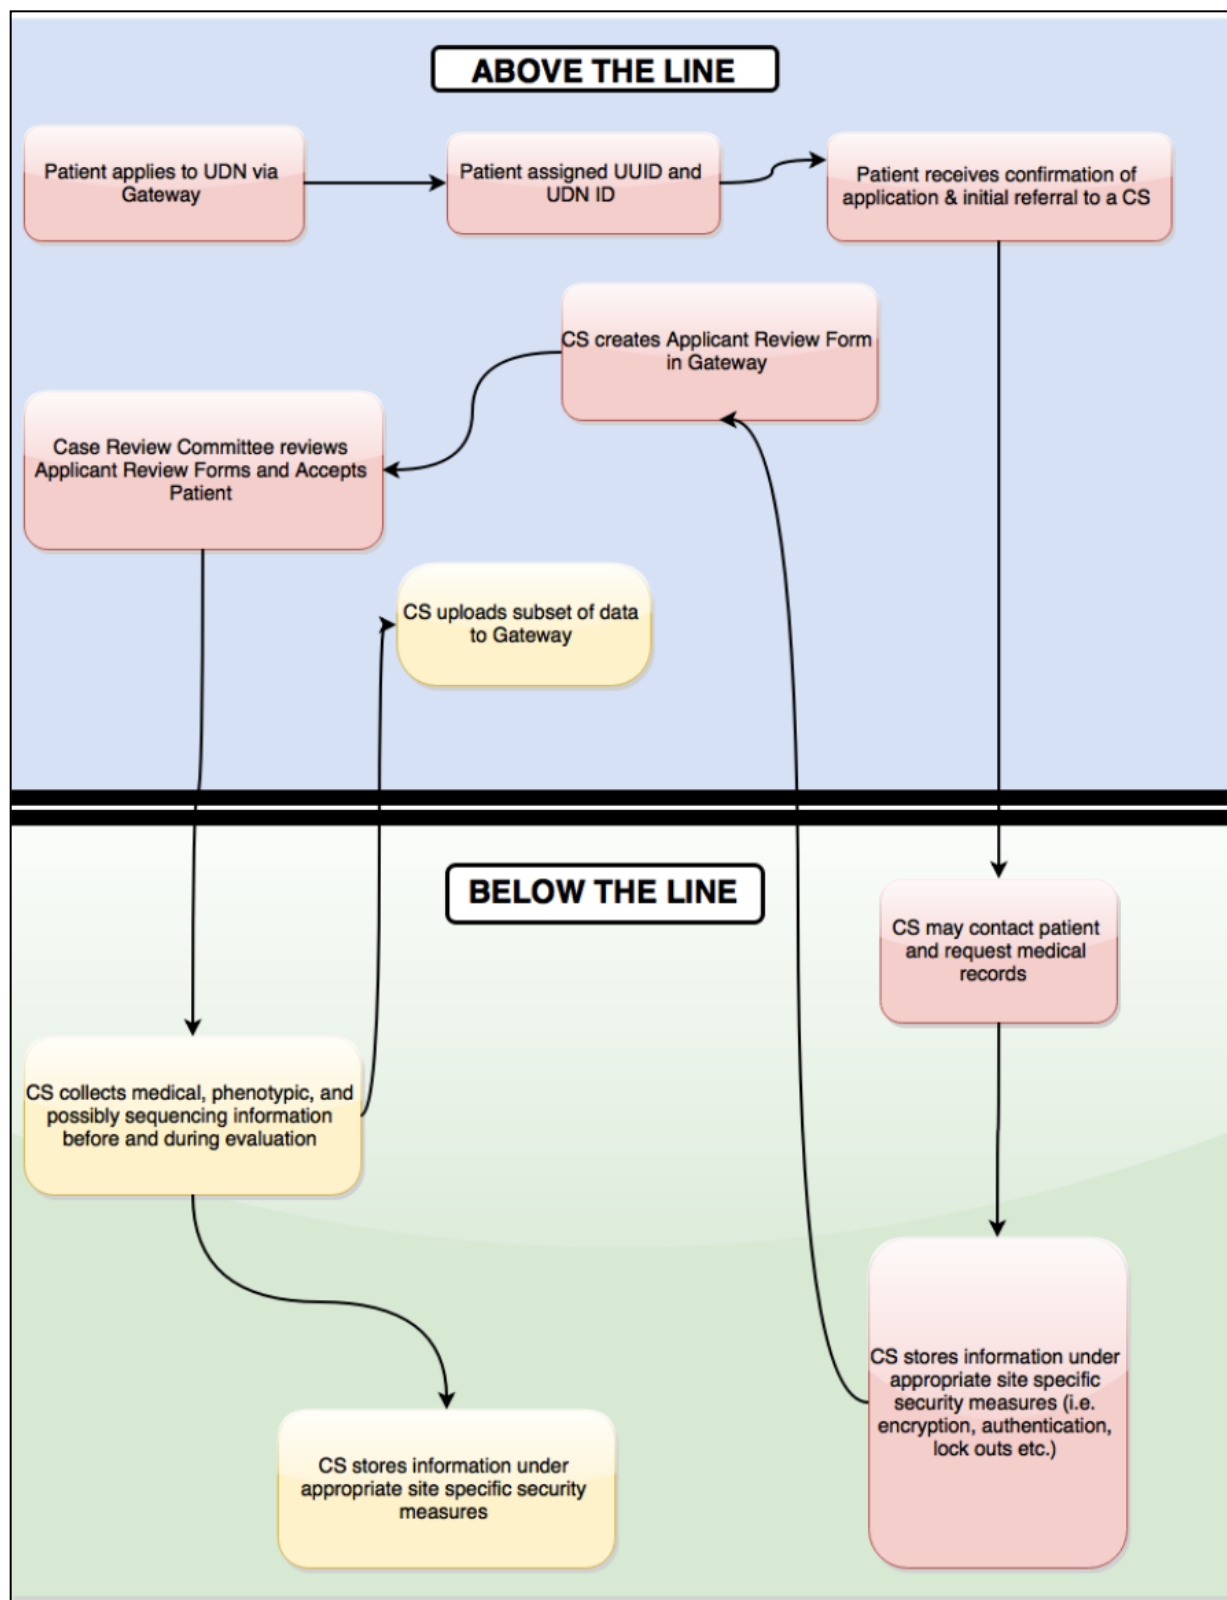 ABOVE THE LINE
Patient applies to UDN via
Gateway
Patient assigned UUID and
UDN ID
Patient receives confirmation of
application & initial referral to a CS
CS creates Applicant Review Form
in Gateway
Case Review Committee reviews
Applicant Review Forms and Accepts
Patient
CS uploads subset of data
to Gateway
BELOW THE LINE
CS may contact patient
and request medical
records
CS collects medical, phenotypic, and
possibly sequencing information
before and during evaluation
CS stores information under
appropriate site specific
security measures (i.e.
encryption, authentication,
lock outs etc.)
CS stores information under
appropriate site specific security
measures